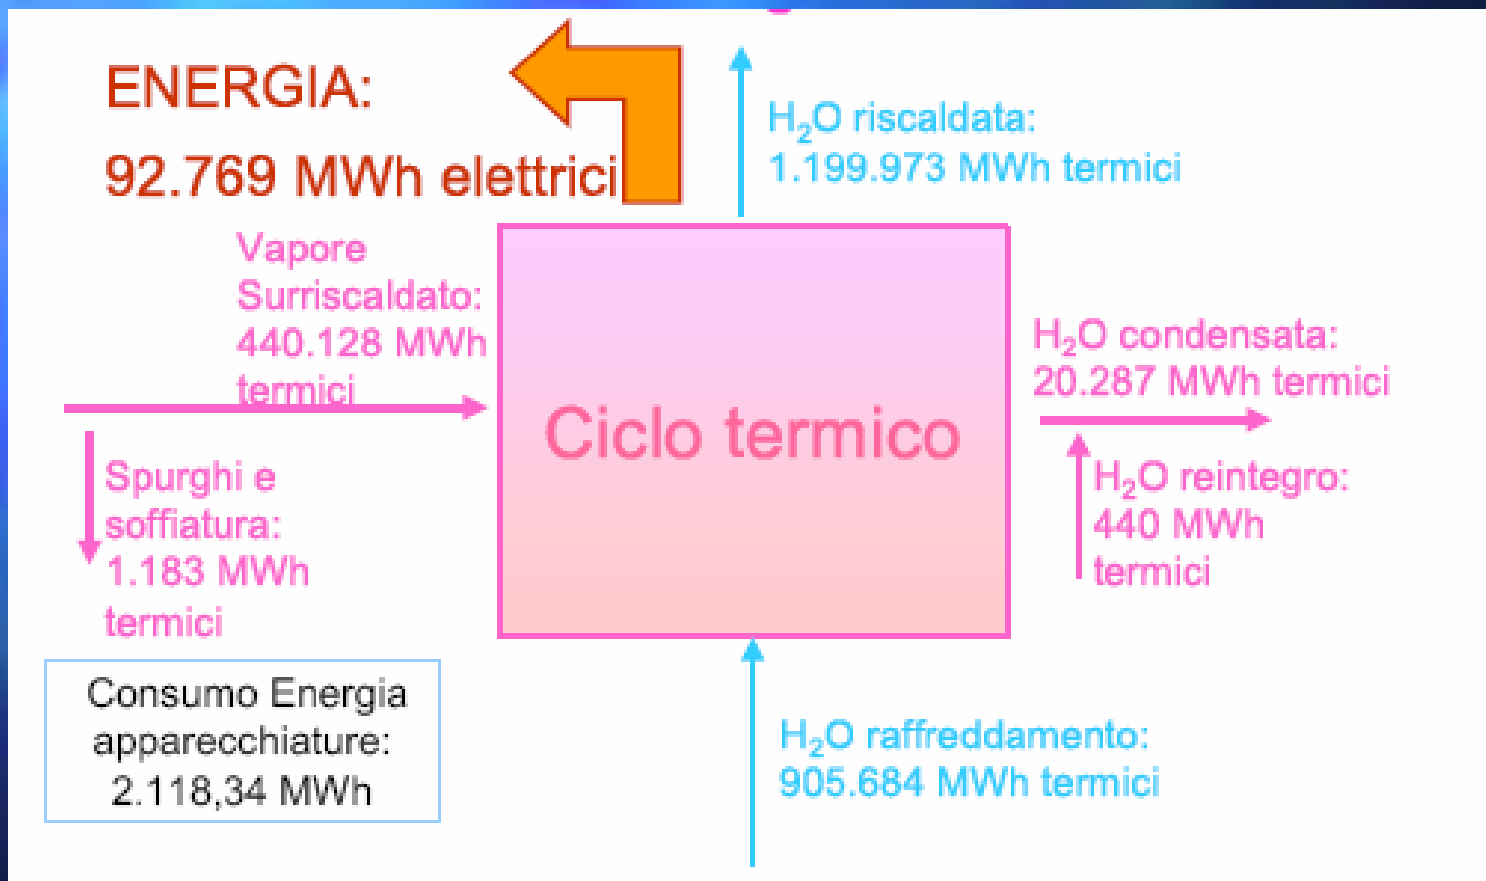 ENERGIA:
92.769 MWh elettrici
H₂O riscaldata:
1.199.973 MWh termici
Vapore
Surriscaldato:
440.128 MWh
termici
Ciclo termico
H₂O condensata:
20.287 MWh termici
Spurghi e
soffiatura:
1.183 MWh
termici
H₂O reintegro:
440 MWh
termici
Consumo Energia
apparecchiature:
2.118,34 MWh
H₂O raffreddamento:
905.684 MWh termici